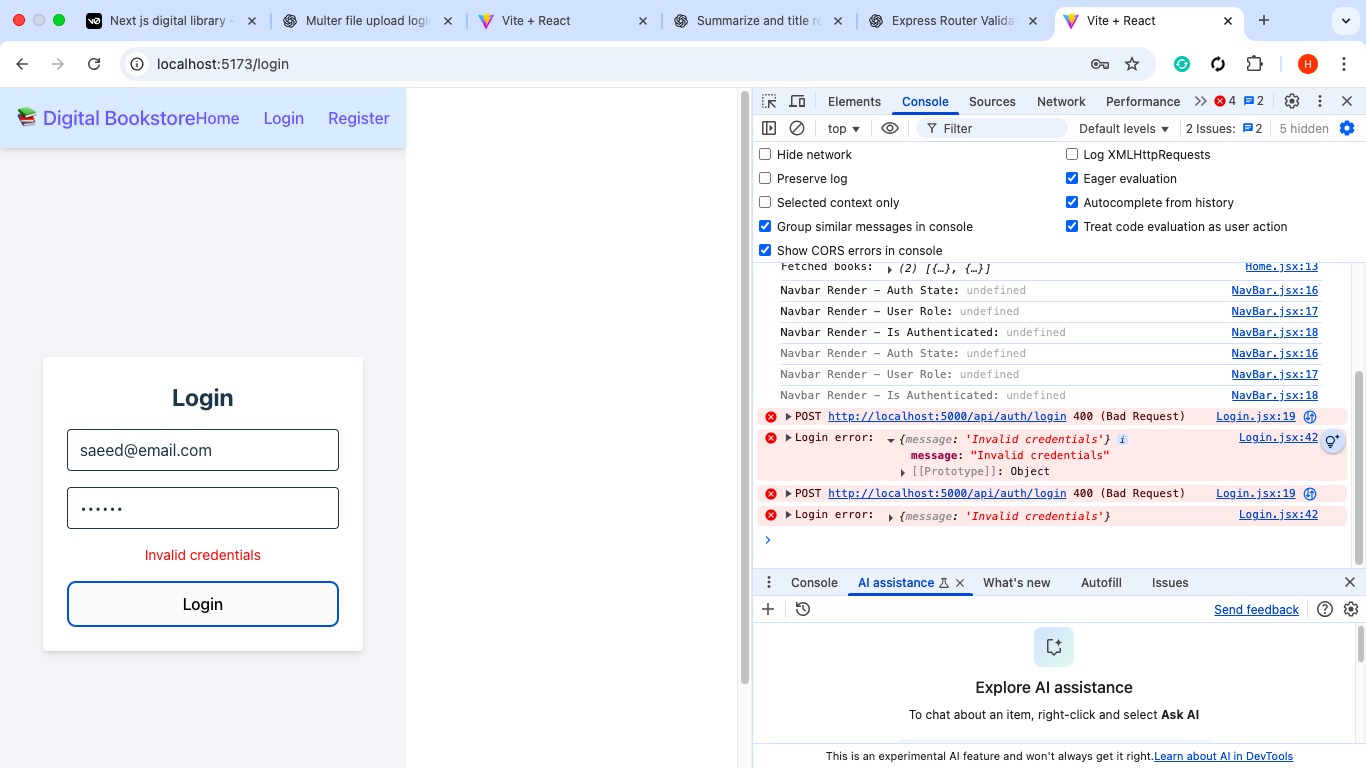 Next js digital library -
Multer file upload logi
Vite + React
Summarize and title re
Express Router Valida
Vite + React
localhost:5173/login
H
Digital Bookstore
Home
Login
Register
Login
saeed@email.com
••••••
Invalid credentials
Login
Elements
Console
Sources
Network
Performance
4
2
top
Filter
Default levels
2 Issues:
2
5 hidden
Hide network
Log XMLHttpRequests
Preserve log
Eager evaluation
Selected context only
Autocomplete from history
Group similar messages in console
Treat code evaluation as user action
Show CORS errors in console
Fetched books: (2) [{…}, {…}] Home.jsx:13
Navbar Render – Auth State: undefined NavBar.jsx:16
Navbar Render – User Role: undefined NavBar.jsx:17
Navbar Render – Is Authenticated: undefined NavBar.jsx:18
Navbar Render – Auth State: undefined NavBar.jsx:16
Navbar Render – User Role: undefined NavBar.jsx:17
Navbar Render – Is Authenticated: undefined NavBar.jsx:18
POST http://localhost:5000/api/auth/login 400 (Bad Request) Login.jsx:19
Login error: {message: 'Invalid credentials'} i Login.jsx:42
message: "Invalid credentials"
[[Prototype]]: Object
POST http://localhost:5000/api/auth/login 400 (Bad Request) Login.jsx:19
Login error: {message: 'Invalid credentials'} Login.jsx:42
Console
AI assistance
What's new
Autofill
Issues
Send feedback
Explore AI assistance
To chat about an item, right-click and select Ask AI
This is an experimental AI feature and won't always get it right. Learn about AI in DevTools